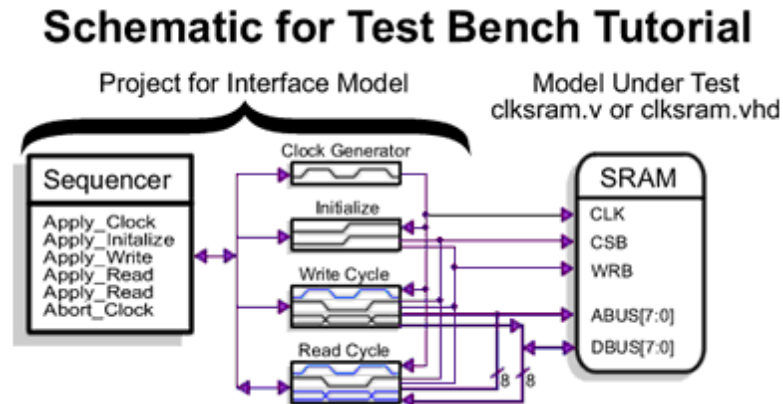 Schematic for Test Bench Tutorial
Project for Interface Model
Model Under Test
clksram.v or clksram.vhd
Sequencer
Apply_Clock
Apply_Initalize
Apply_Write
Apply_Read
Apply_Read
Abort_Clock
Clock Generator
Initialize
Write Cycle
Read Cycle
8
8
SRAM
CLK
CSB
WRB
ABUS[7:0]
DBUS[7:0]